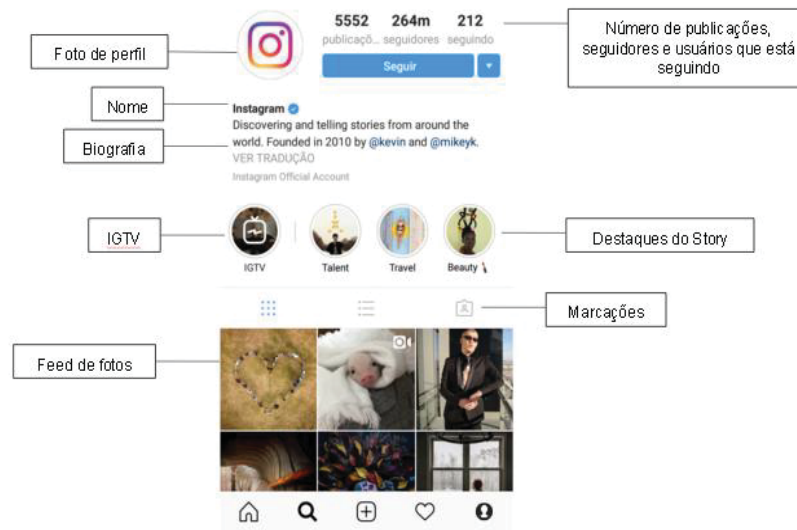 5552 264m 212
publicaçõ... seguidores seguindo
Seguir
Número de publicações,
seguidores e usuários que está
seguindo
Foto de perfil
Nome
Instagram
Biografia
Discovering and telling stories from around the
world. Founded in 2010 by @kevin and @mikeyk.
VER TRADUÇÃO
Instagram Official Account
IGTV
IGTV Talent Travel Beauty
Destaques do Story
Marcações
Feed de fotos